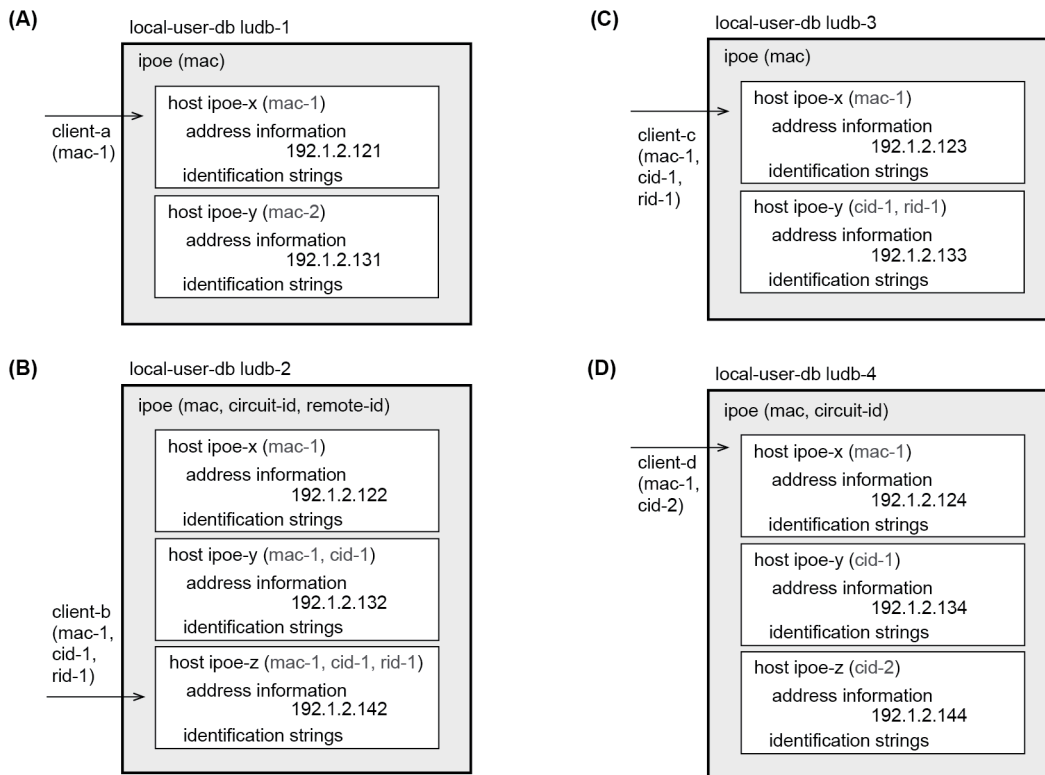 (A)
local-user-db ludb-1
ipoe (mac)
client-a
(mac-1)
host ipoe-x (mac-1)
address information
192.1.2.121
identification strings
host ipoe-y (mac-2)
address information
192.1.2.131
identification strings
(B)
local-user-db ludb-2
ipoe (mac, circuit-id, remote-id)
host ipoe-x (mac-1)
address information
192.1.2.122
identification strings
host ipoe-y (mac-1, cid-1)
address information
192.1.2.132
identification strings
client-b
(mac-1,
cid-1,
rid-1)
host ipoe-z (mac-1, cid-1, rid-1)
address information
192.1.2.142
identification strings
(C)
local-user-db ludb-3
ipoe (mac)
client-c
(mac-1,
cid-1,
rid-1)
host ipoe-x (mac-1)
address information
192.1.2.123
identification strings
host ipoe-y (cid-1, rid-1)
address information
192.1.2.133
identification strings
(D)
local-user-db ludb-4
ipoe (mac, circuit-id)
client-d
(mac-1,
cid-2)
host ipoe-x (mac-1)
address information
192.1.2.124
identification strings
host ipoe-y (cid-1)
address information
192.1.2.134
identification strings
host ipoe-z (cid-2)
address information
192.1.2.144
identification strings